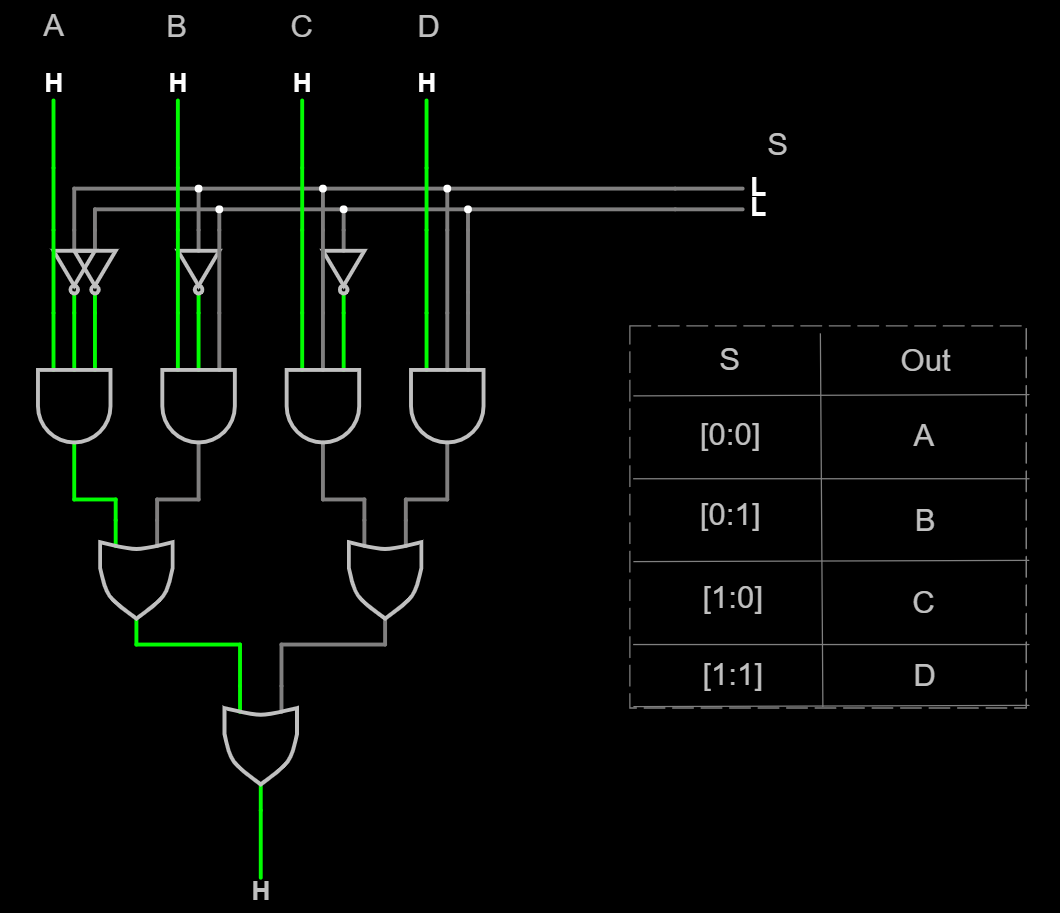 A B C D
H H H H
S
L
L
S Out
[0:0] A
[0:1] B
[1:0] C
[1:1] D
H